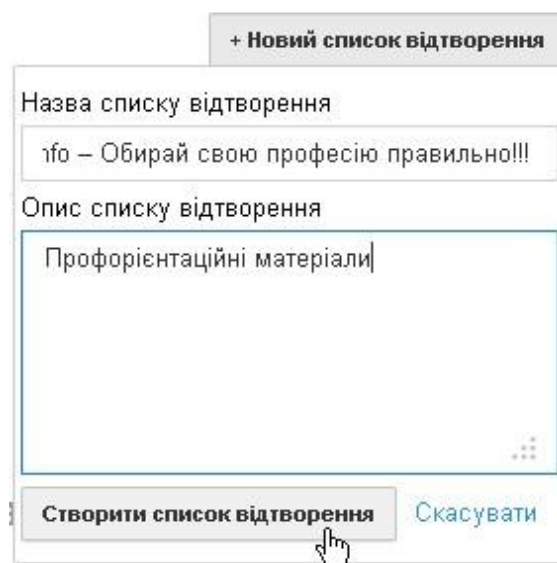 + Новий список відтворення
Назва списку відтворення
nfo – Обирай свою професію правильно!!!
Опис списку відтворення
Профорієнтаційні матеріали
Створити список відтворення Скасувати